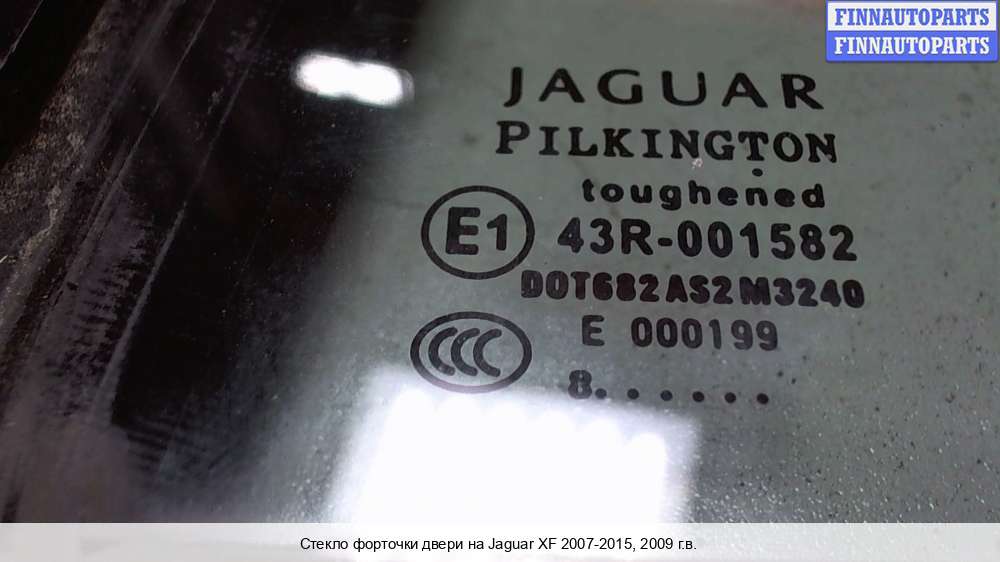 FINNAUTOPARTS
FINNAUTOPARTS
JAGUAR
PILKINGTON
toughened
E1 43R-001582
DOT682AS2M3240
E 000199
CCC
8......
Стекло форточки двери на Jaguar XF 2007-2015, 2009 г.в.